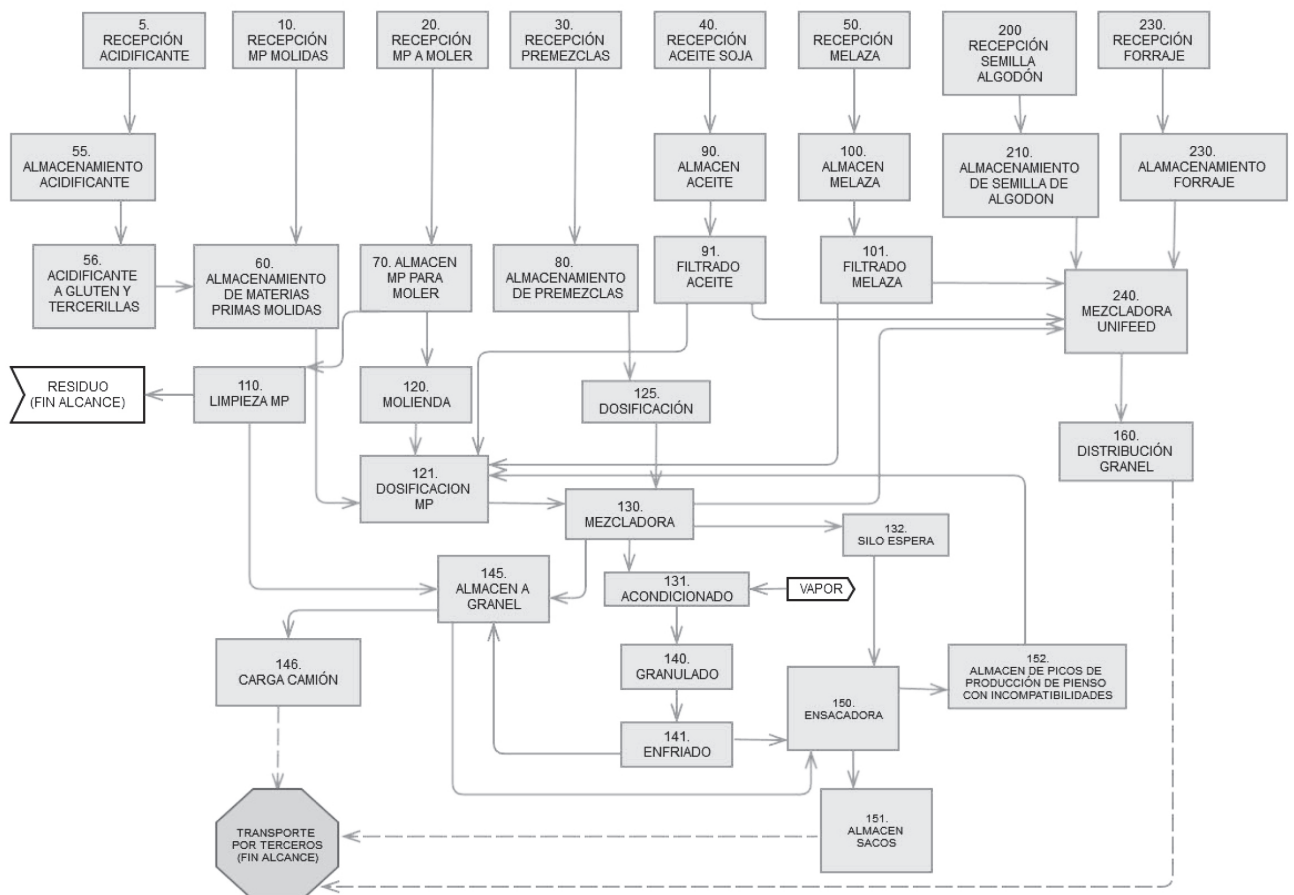 5.
RECEPCIÓN
ACIDIFICANTE
10.
RECEPCIÓN
MP MOLIDAS
20.
RECEPCIÓN
MP A MOLER
30.
RECEPCIÓN
PREMEZCLAS
40.
RECEPCIÓN
ACEITE SOJA
50.
RECEPCIÓN
MELAZA
200
RECEPCIÓN
SEMILLA
ALGODÓN
230.
RECEPCIÓN
FORRAJE
55.
ALMACENAMIENTO
ACIDIFICANTE
90.
ALMACEN
ACEITE
100.
ALMACEN
MELAZA
210.
ALMACENAMIENTO
DE SEMILLA DE
ALGODON
230.
ALAMACENAMIENTO
FORRAJE
56.
ACIDIFICANTE
A GLUTEN Y
TERCERILLAS
60.
ALMACENAMIENTO
DE MATERIAS
PRIMAS MOLIDAS
70. ALMACEN
MP PARA
MOLER
80.
ALMACENAMIENTO
DE PREMEZCLAS
91.
FILTRADO
ACEITE
101.
FILTRADO
MELAZA
240.
MEZCLADORA
UNIFEED
RESIDUO
(FIN ALCANCE)
110.
LIMPIEZA MP
120.
MOLIENDA
125.
DOSIFICACIÓN
160.
DISTRIBUCIÓN
GRANEL
121.
DOSIFICACION
MP
130.
MEZCLADORA
132.
SILO ESPERA
145.
ALMACEN A
GRANEL
131.
ACONDICIONADO
VAPOR
146.
CARGA CAMIÓN
140.
GRANULADO
152.
ALMACEN DE PICOS DE
PRODUCCIÓN DE PIENSO
CON INCOMPATIBILIDADES
150.
ENSACADORA
141.
ENFRIADO
TRANSPORTE
POR TERCEROS
(FIN ALCANCE)
151.
ALMACEN
SACOS